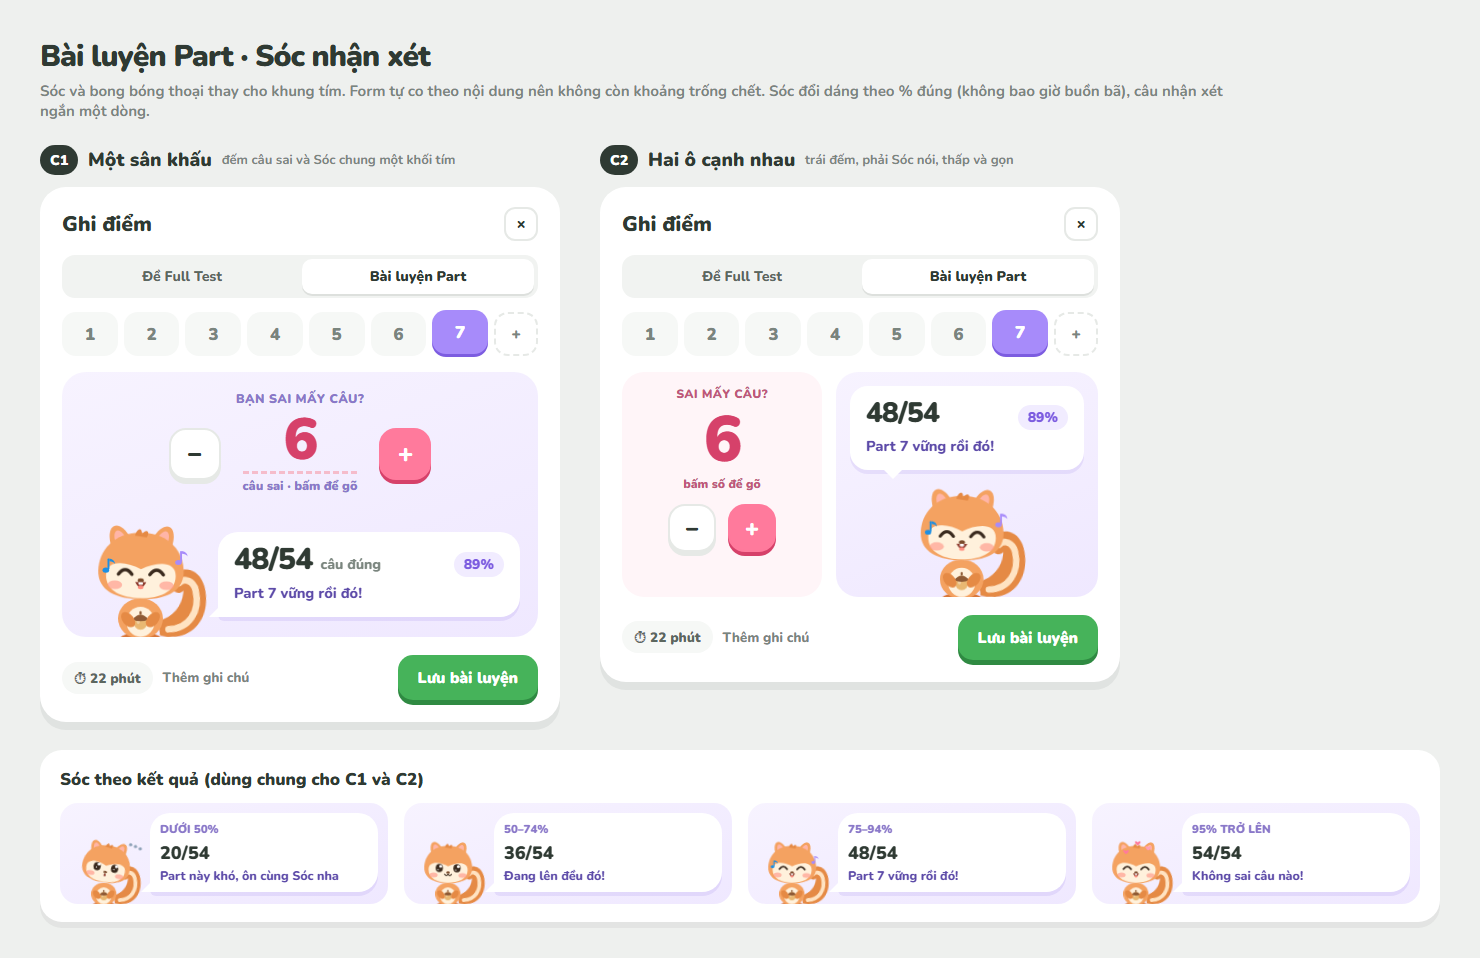 Bài luyện Part · Sóc nhận xét
Sóc và bong bóng thoại thay cho khung tím. Form tự co theo nội dung nên không còn khoảng trống chết. Sóc đổi dáng theo % đúng (không bao giờ buồn bã), câu nhận xét
ngắn một dòng.
C1 Một sân khấu đếm câu sai và Sóc chung một khối tím
Ghi điểm ×
Đề Full Test Bài luyện Part
1 2 3 4 5 6 7 +
BẠN SAI MẤY CÂU?
− 6 +
câu sai · bấm để gõ
48/54 câu đúng 89%
Part 7 vững rồi đó!
⏱ 22 phút Thêm ghi chú Lưu bài luyện
C2 Hai ô cạnh nhau trái đếm, phải Sóc nói, thấp và gọn
Ghi điểm ×
Đề Full Test Bài luyện Part
1 2 3 4 5 6 7 +
SAI MẤY CÂU?
6
bấm số để gõ
− +
48/54 89%
Part 7 vững rồi đó!
⏱ 22 phút Thêm ghi chú Lưu bài luyện
Sóc theo kết quả (dùng chung cho C1 và C2)
DƯỚI 50%
20/54
Part này khó, ôn cùng Sóc nha
50–74%
36/54
Đang lên đều đó!
75–94%
48/54
Part 7 vững rồi đó!
95% TRỞ LÊN
54/54
Không sai câu nào!